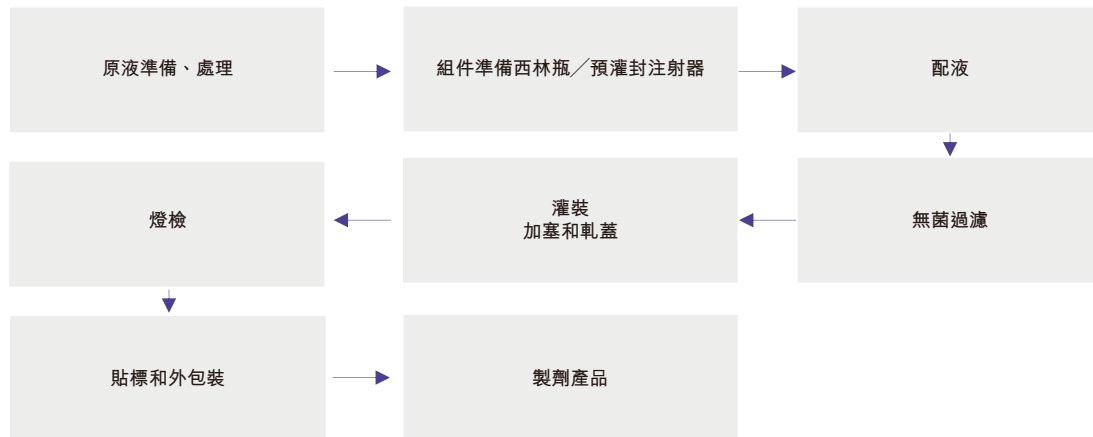 原液準備、處理
組件準備西林瓶╱預灌封注射器
配液
無菌過濾
灌裝
加塞和軋蓋
燈檢
貼標和外包裝
製劑產品